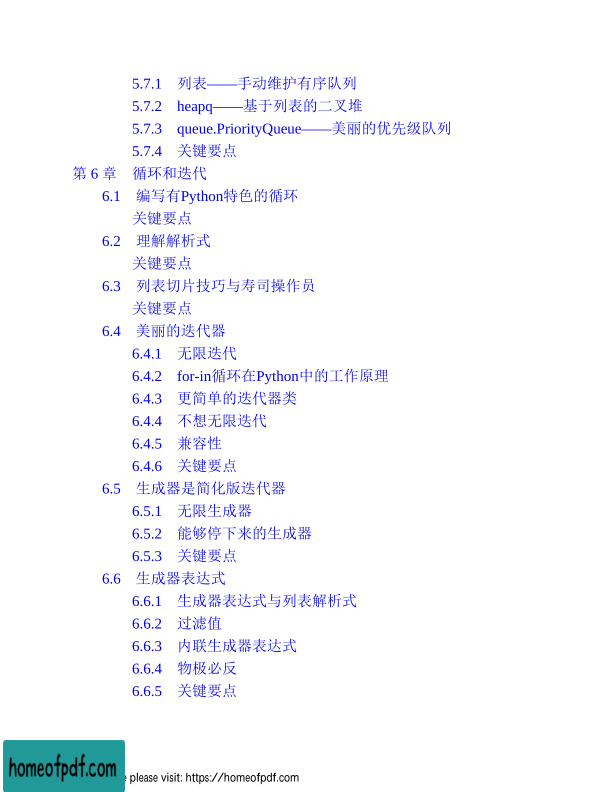 5.7.1 列表——手动维护有序队列
5.7.2 heapq——基于列表的二叉堆
5.7.3 queue.PriorityQueue——美丽的优先级队列
5.7.4 关键要点
第 6 章 循环和迭代
6.1 编写有Python特色的循环
关键要点
6.2 理解解析式
关键要点
6.3 列表切片技巧与寿司操作员
关键要点
6.4 美丽的迭代器
6.4.1 无限迭代
6.4.2 for-in循环在Python中的工作原理
6.4.3 更简单的迭代器类
6.4.4 不想无限迭代
6.4.5 兼容性
6.4.6 关键要点
6.5 生成器是简化版迭代器
6.5.1 无限生成器
6.5.2 能够停下来的生成器
6.5.3 关键要点
6.6 生成器表达式
6.6.1 生成器表达式与列表解析式
6.6.2 过滤值
6.6.3 内联生成器表达式
6.6.4 物极必反
6.6.5 关键要点
homeofpdf.com
please visit: https://homeofpdf.com